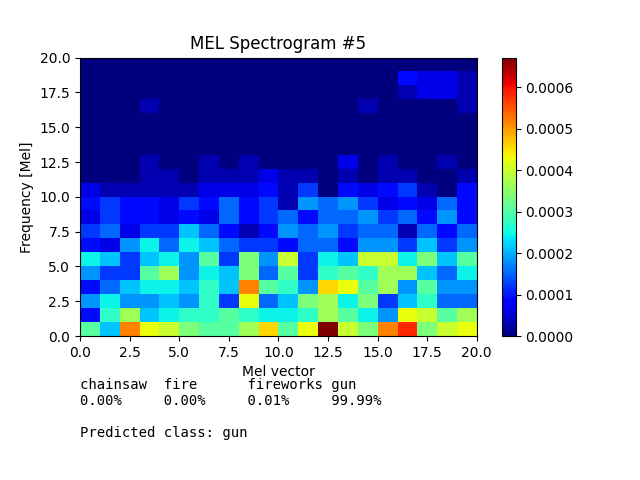 MEL Spectrogram #5
20.0
17.5
15.0
12.5
10.0
7.5
5.0
2.5
0.0
Frequency [Mel]
0.0 2.5 5.0 7.5 10.0 12.5 15.0 17.5 20.0
Mel vector
0.0006
0.0005
0.0004
0.0003
0.0002
0.0001
0.0000
chainsaw fire fireworks gun
0.00% 0.00% 0.01% 99.99%
Predicted class: gun